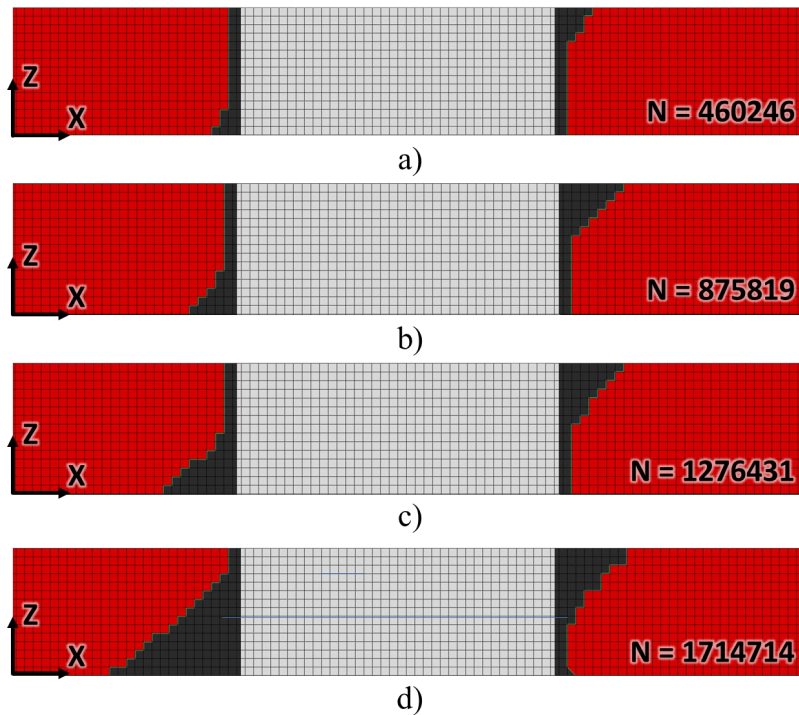 Z
X
N = 460246
a)
Z
X
N = 875819
b)
Z
X
N = 1276431
c)
Z
X
N = 1714714
d)